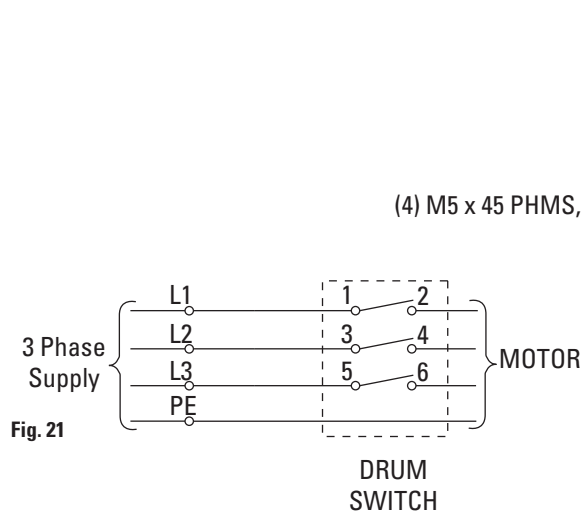 (4) M5 x 45 PHMS,
L1 1 2
L2 3 4
3 Phase
Supply
MOTOR
L3 5 6
PE
Fig. 21
DRUM
SWITCH